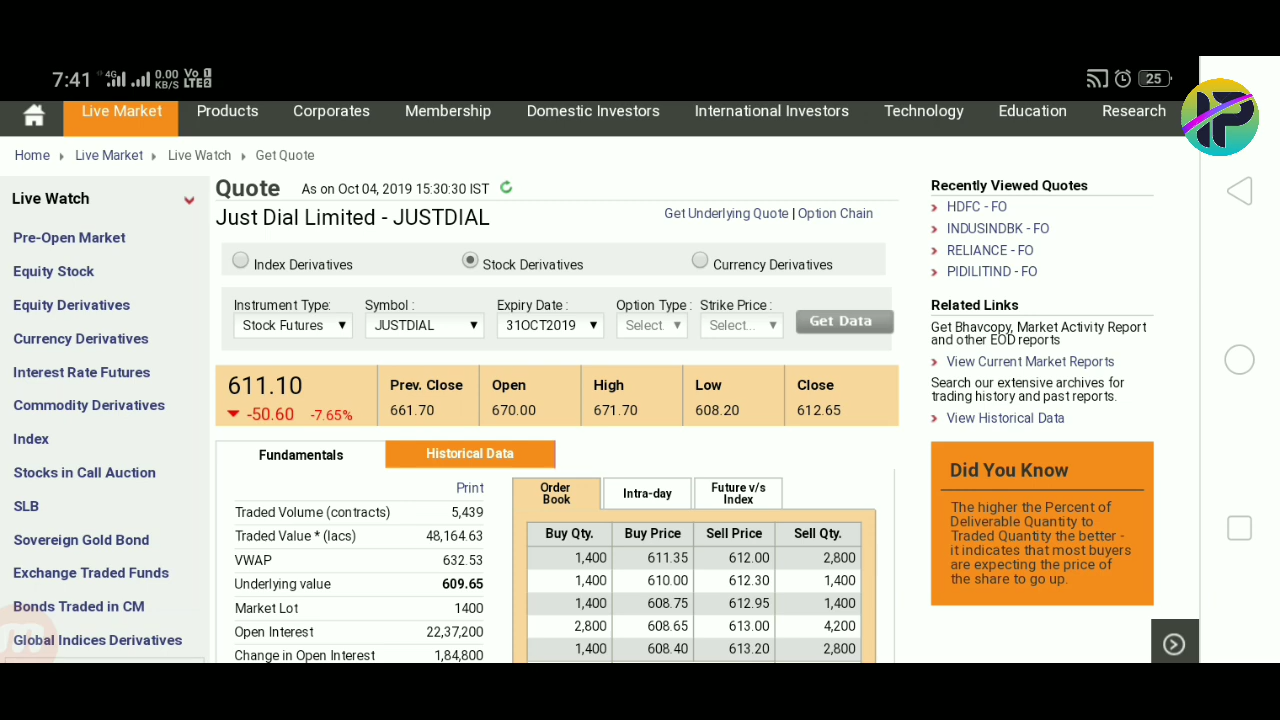 7:41 4G 0.00 KB/S Vo LTE 1 2 25
Live Market Products Corporates Membership Domestic Investors International Investors Technology Education Research
IP
Home Live Market Live Watch Get Quote
Live Watch
Pre-Open Market
Equity Stock
Equity Derivatives
Currency Derivatives
Interest Rate Futures
Commodity Derivatives
Index
Stocks in Call Auction
SLB
Sovereign Gold Bond
Exchange Traded Funds
Bonds Traded in CM
Global Indices Derivatives
Quote As on Oct 04, 2019 15:30:30 IST
Just Dial Limited - JUSTDIAL Get Underlying Quote | Option Chain
Index Derivatives Stock Derivatives Currency Derivatives
Instrument Type: Symbol : Expiry Date : Option Type : Strike Price :
Stock Futures JUSTDIAL 31OCT2019 Select. Select... Get Data
611.10 Prev. Close Open High Low Close
-50.60 -7.65% 661.70 670.00 671.70 608.20 612.65
Fundamentals Historical Data
Print
Traded Volume (contracts) 5,439
Traded Value * (lacs) 48,164.63
VWAP 632.53
Underlying value 609.65
Market Lot 1400
Open Interest 22,37,200
Change in Open Interest 1,84,800
Order Book Intra-day Future v/s Index
Buy Qty. Buy Price Sell Price Sell Qty.
1,400 611.35 612.00 2,800
1,400 610.00 612.30 1,400
1,400 608.75 612.95 1,400
2,800 608.65 613.00 4,200
1,400 608.40 613.20 2,800
Recently Viewed Quotes
HDFC - FO
INDUSINDBK - FO
RELIANCE - FO
PIDILITIND - FO
Related Links
Get Bhavcopy, Market Activity Report
and other EOD reports
View Current Market Reports
Search our extensive archives for
trading history and past reports.
View Historical Data
Did You Know
The higher the Percent of
Deliverable Quantity to
Traded Quantity the better -
it indicates that most buyers
are expecting the price of
the share to go up.